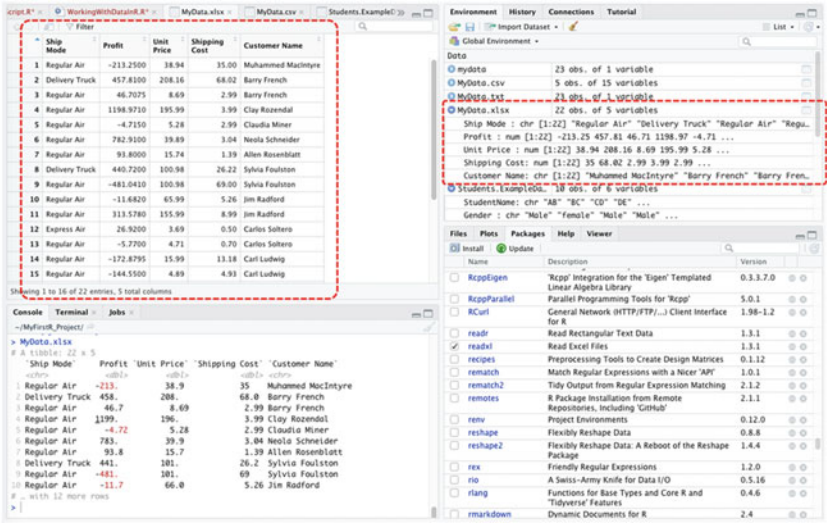 cript.R* × WorkingWithDataInR.R* × MyData.xlsx × MyData.csv × Students.ExampleD
Filter
Ship Mode Profit Unit Price Shipping Cost Customer Name
1 Regular Air -213.2500 38.94 35.00 Muhammed MacIntyre
2 Delivery Truck 457.8100 208.16 68.02 Barry French
3 Regular Air 46.7075 8.69 2.99 Barry French
4 Regular Air 1198.9710 195.99 3.99 Clay Rozendal
5 Regular Air -4.7150 5.28 2.99 Claudia Miner
6 Regular Air 782.9100 39.89 3.04 Neola Schneider
7 Regular Air 93.8000 15.74 1.39 Allen Rosenblatt
8 Delivery Truck 440.7200 100.98 26.22 Sylvia Foulston
9 Regular Air -481.0410 100.98 69.00 Sylvia Foulston
10 Regular Air -11.6820 65.99 5.26 Jim Radford
11 Regular Air 313.5780 155.99 8.99 Jim Radford
12 Express Air 26.9200 3.69 0.50 Carlos Soltero
13 Regular Air -5.7700 4.71 0.70 Carlos Soltero
14 Regular Air -172.8795 15.99 13.18 Carl Ludwig
15 Regular Air -144.5500 4.89 4.93 Carl Ludwig
Showing 1 to 16 of 22 entries, 5 total columns
Console Terminal × Jobs ×
~/MyFirstR_Project/
> MyData.xlsx
# A tibble: 22 x 5
`Ship Mode` Profit `Unit Price` `Shipping Cost` `Customer Name`
<chr> <dbl> <dbl> <dbl> <chr>
1 Regular Air -213. 38.9 35 Muhammed MacIntyre
2 Delivery Truck 458. 208. 68.0 Barry French
3 Regular Air 46.7 8.69 2.99 Barry French
4 Regular Air 1199. 196. 3.99 Clay Rozendal
5 Regular Air -4.72 5.28 2.99 Claudia Miner
6 Regular Air 783. 39.9 3.04 Neola Schneider
7 Regular Air 93.8 15.7 1.39 Allen Rosenblatt
8 Delivery Truck 441. 101. 26.2 Sylvia Foulston
9 Regular Air -481. 101. 69 Sylvia Foulston
10 Regular Air -11.7 66.0 5.26 Jim Radford
# … with 12 more rows
>
Environment History Connections Tutorial
Import Dataset List
Global Environment
Data
mydata 23 obs. of 1 variable
MyData.csv 5 obs. of 15 variables
MyData.txt 23 obs. of 1 variable
MyData.xlsx 22 obs. of 5 variables
Ship Mode : chr [1:22] "Regular Air" "Delivery Truck" "Regular Air" "Regu…
Profit : num [1:22] -213.25 457.81 46.71 1198.97 -4.71 ...
Unit Price : num [1:22] 38.94 208.16 8.69 195.99 5.28 ...
Shipping Cost: num [1:22] 35 68.02 2.99 3.99 2.99 ...
Customer Name: chr [1:22] "Muhammed MacIntyre" "Barry French" "Barry Fren…
Students.ExampleDa… 10 obs. of 6 variables
StudentName: chr "AB" "BC" "CD" "DE" ...
Gender : chr "Male" "female" "Male" "Male" ...
Files Plots Packages Help Viewer
Install Update
Name Description Version
RcppEigen 'Rcpp' Integration for the 'Eigen' Templated Linear Algebra Library 0.3.3.7.0
RcppParallel Parallel Programming Tools for 'Rcpp' 5.0.1
RCurl General Network (HTTP/FTP/...) Client Interface for R 1.98-1.2
readr Read Rectangular Text Data 1.3.1
readxl Read Excel Files 1.3.1
recipes Preprocessing Tools to Create Design Matrices 0.1.12
rematch Match Regular Expressions with a Nicer 'API' 1.0.1
rematch2 Tidy Output from Regular Expression Matching 2.1.2
remotes R Package Installation from Remote Repositories, Including 'GitHub' 2.1.1
renv Project Environments 0.12.0
reshape Flexibly Reshape Data 0.8.8
reshape2 Flexibly Reshape Data: A Reboot of the Reshape Package 1.4.4
rex Friendly Regular Expressions 1.2.0
rio A Swiss-Army Knife for Data I/O 0.5.16
rlang Functions for Base Types and Core R and 'Tidyverse' Features 0.4.6
rmarkdown Dynamic Documents for R 2.4